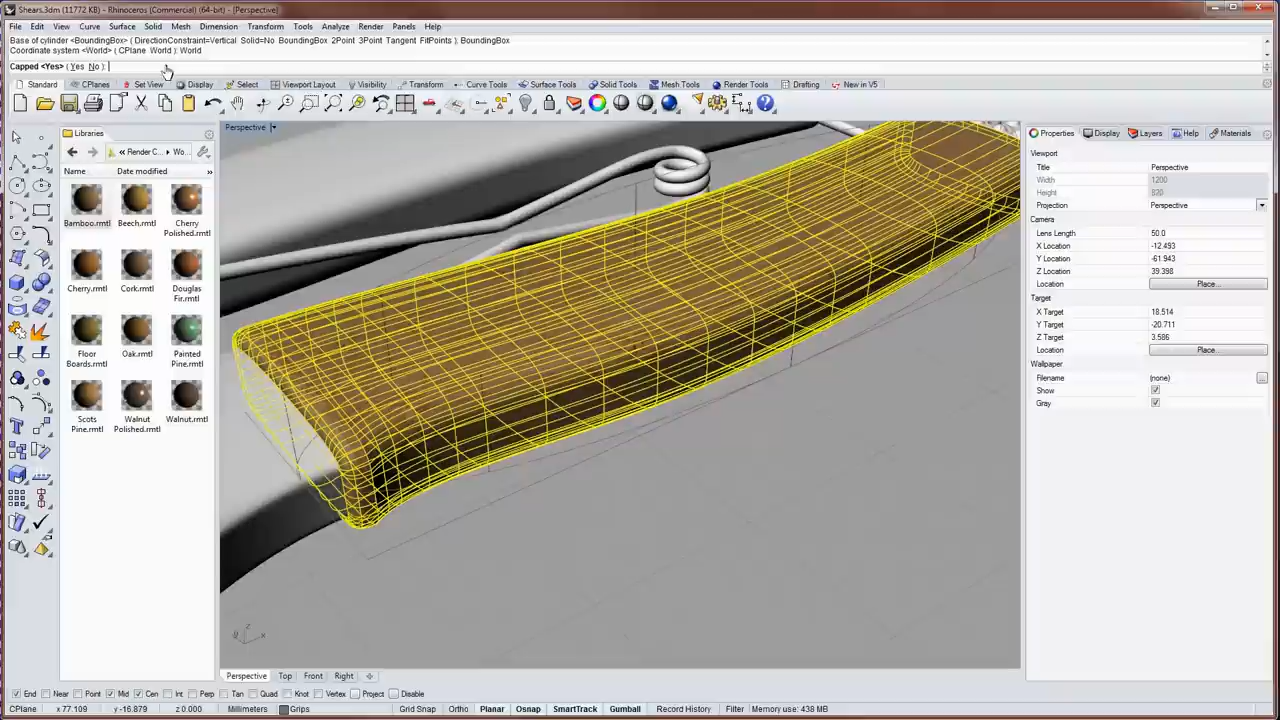 Shears.3dm (11772 KB) - Rhinoceros (Commercial) (64-bit) - [Perspective]
File Edit View Curve Surface Solid Mesh Dimension Transform Tools Analyze Render Panels Help
Base of cylinder <BoundingBox> ( DirectionConstraint=Vertical Solid=No BoundingBox 2Point 3Point Tangent FitPoints ): BoundingBox
Coordinate system <World> ( CPlane World ): World
Capped <Yes> ( Yes No ):
Standard CPlanes Set View Display Select Viewport Layout Visibility Transform Curve Tools Surface Tools Solid Tools Mesh Tools Render Tools Drafting New in V5
Libraries
Render C... Wo...
Name Date modified
Bamboo.rmtl Beech.rmtl Cherry Polished.rmtl
Cherry.rmtl Cork.rmtl Douglas Fir.rmtl
Floor Boards.rmtl Oak.rmtl Painted Pine.rmtl
Scots Pine.rmtl Walnut Polished.rmtl Walnut.rmtl
Perspective
z
x
Perspective Top Front Right
Properties Display Layers Help Materials
Viewport
Title Perspective
Width 1200
Height 820
Projection Perspective
Camera
Lens Length 50.0
X Location -12.493
Y Location -61.943
Z Location 39.398
Location Place...
Target
X Target 18.514
Y Target -20.711
Z Target 3.586
Location Place...
Wallpaper
Filename (none)
Show
Gray
End Near Point Mid Cen Int Perp Tan Quad Knot Vertex Project Disable
CPlane x 77.109 y -16.879 z 0.000 Millimeters Grips Grid Snap Ortho Planar Osnap SmartTrack Gumball Record History Filter Memory use: 438 MB